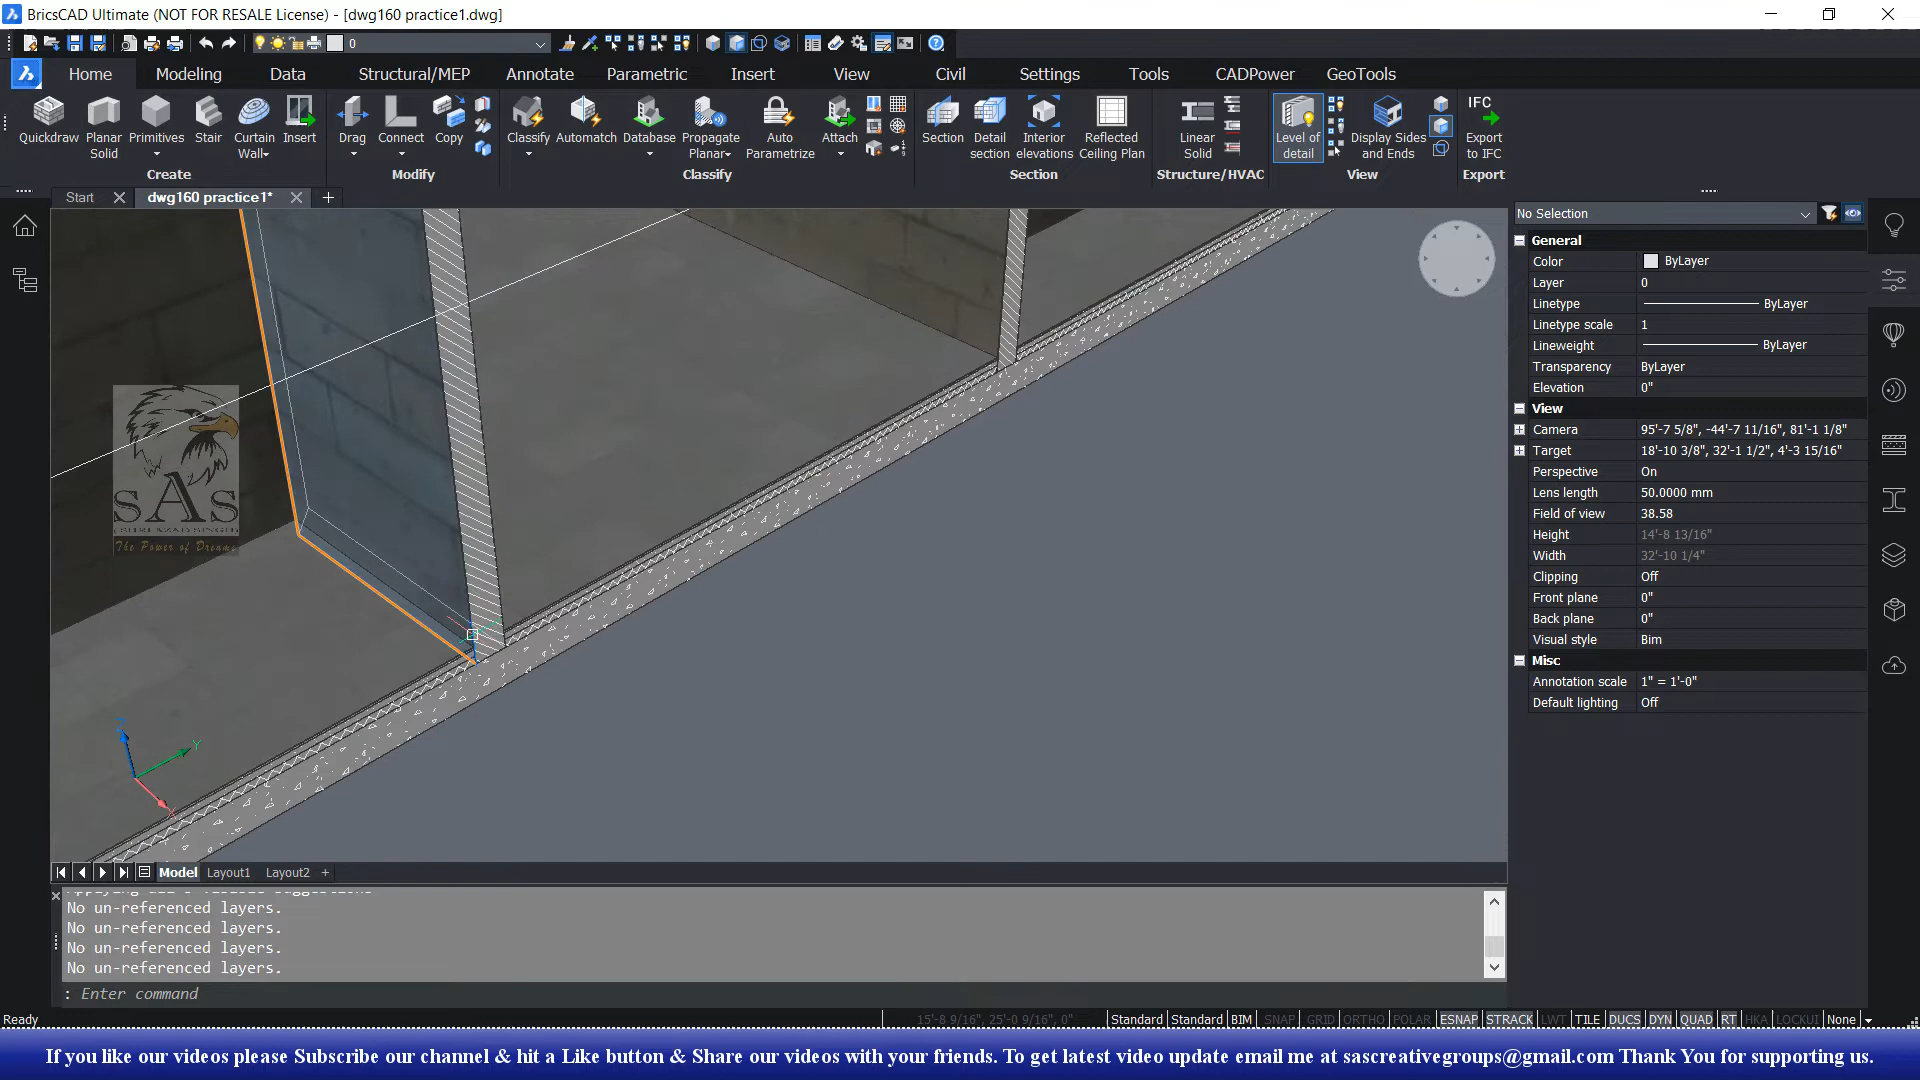 BricsCAD Ultimate (NOT FOR RESALE License) - [dwg160 practice1.dwg]
0
Home Modeling Data Structural/MEP Annotate Parametric Insert View Civil Settings Tools CADPower GeoTools
Quickdraw Planar Solid Primitives Stair Curtain Wall Insert Drag Connect Copy Classify Automatch Database Propagate Planar Auto Parametrize Attach Section Detail section Interior elevations Reflected Ceiling Plan Linear Solid Level of detail Display Sides and Ends IFC Export to IFC
Create Modify Classify Section Structure/HVAC View Export
Start dwg160 practice1*
No Selection
General
Color ByLayer
Layer 0
Linetype ByLayer
Linetype scale 1
Lineweight ByLayer
Transparency ByLayer
Elevation 0"
View
Camera 95'-7 5/8", -44'-7 11/16", 81'-1 1/8"
Target 18'-10 3/8", 32'-1 1/2", 4'-3 15/16"
Perspective On
Lens length 50.0000 mm
Field of view 38.58
Height 14'-8 13/16"
Width 32'-10 1/4"
Clipping Off
Front plane 0"
Back plane 0"
Visual style Bim
Misc
Annotation scale 1" = 1'-0"
Default lighting Off
sAs
The Power of Dreams
Z
Y
X
Model Layout1 Layout2 +
No un-referenced layers.
No un-referenced layers.
No un-referenced layers.
No un-referenced layers.
: Enter command
Ready 15'-8 9/16", 25'-0 9/16", 0" Standard Standard BIM SNAP GRID ORTHO POLAR ESNAP STRACK LWT TILE DUCS DYN QUAD RT HKA LOCKUI None
If you like our videos please Subscribe our channel & hit a Like button & Share our videos with your friends. To get latest video update email me at sascreativegroups@gmail.com Thank You for supporting us.